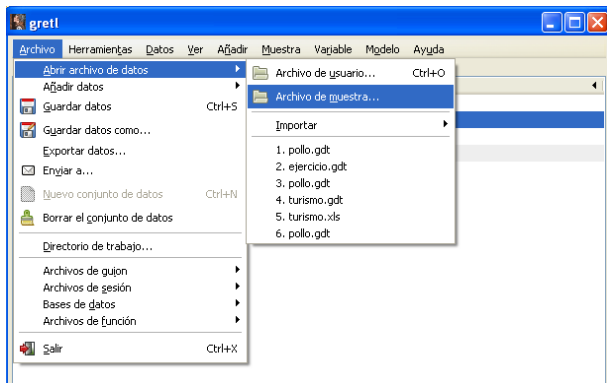 gretl
Archivo Herramientas Datos Ver Añadir Muestra Variable Modelo Ayuda
Abrir archivo de datos
Añadir datos
Guardar datos Ctrl+S
Guardar datos como...
Exportar datos...
Enviar a...
Nuevo conjunto de datos Ctrl+N
Borrar el conjunto de datos
Directorio de trabajo...
Archivos de guion
Archivos de sesión
Bases de datos
Archivos de función
Salir Ctrl+X
Archivo de usuario... Ctrl+O
Archivo de muestra...
Importar
1. pollo.gdt
2. ejercicio.gdt
3. pollo.gdt
4. turismo.gdt
5. turismo.xls
6. pollo.gdt